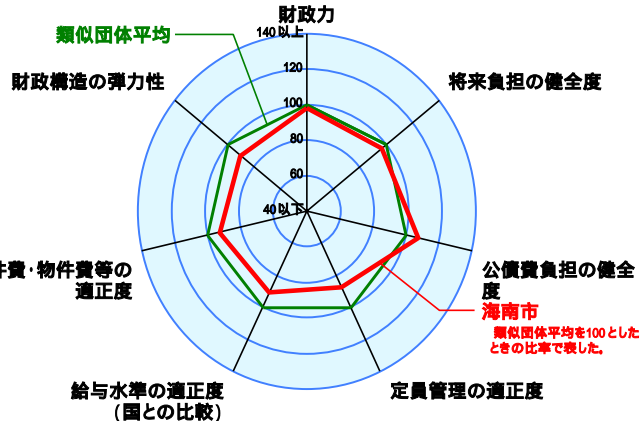 財政力
140以上
類似団体平均
120
財政構造の弾力性
将来負担の健全度
100
80
60
40以下
件費・物件費等の
適正度
公債費負担の健全
度
海南市
類似団体平均を100とした
ときの比率で表した。
給与水準の適正度
(国との比較)
定員管理の適正度